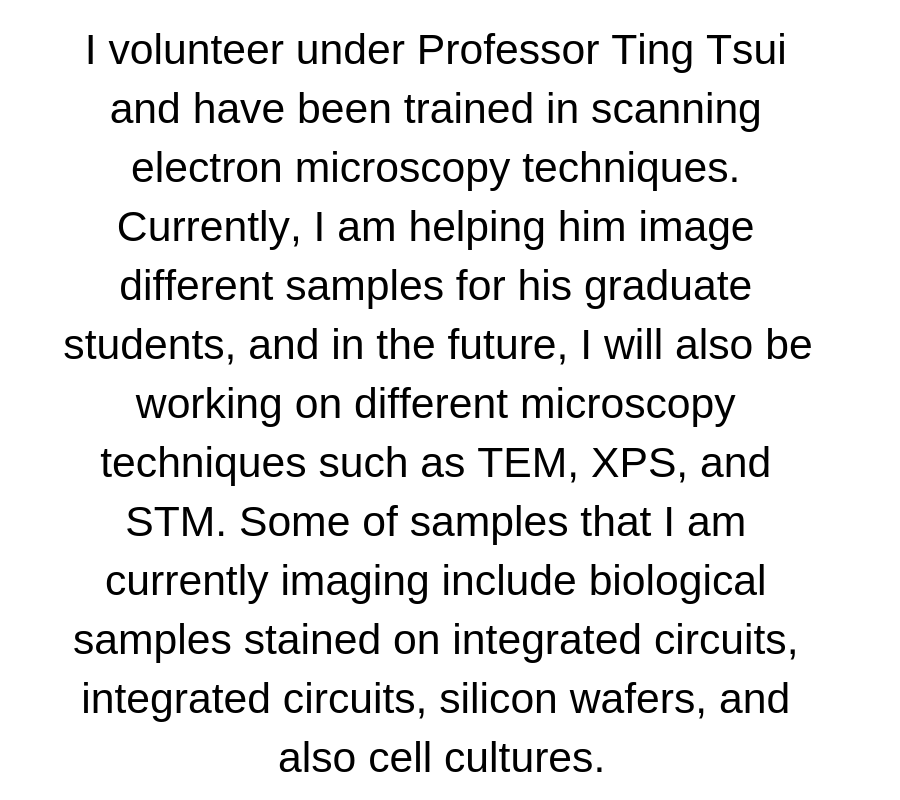 I volunteer under Professor Ting Tsui
and have been trained in scanning
electron microscopy techniques.
Currently, I am helping him image
different samples for his graduate
students, and in the future, I will also be
working on different microscopy
techniques such as TEM, XPS, and
STM. Some of samples that I am
currently imaging include biological
samples stained on integrated circuits,
integrated circuits, silicon wafers, and
also cell cultures.